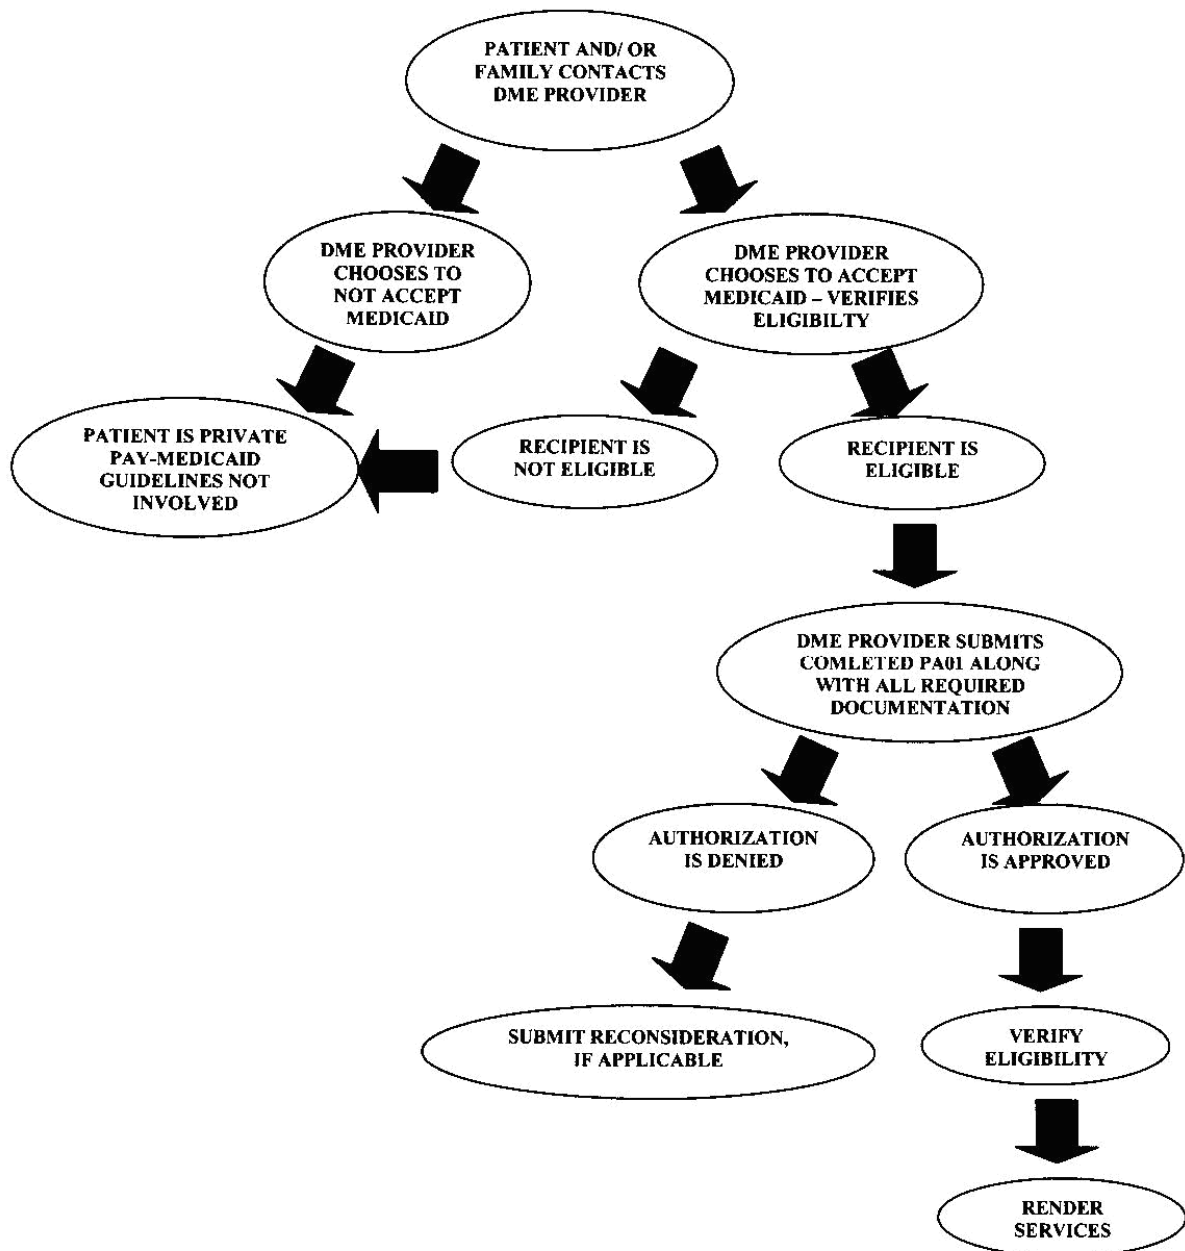 PATIENT AND/ OR
FAMILY CONTACTS
DME PROVIDER
DME PROVIDER
CHOOSES TO
NOT ACCEPT
MEDICAID
DME PROVIDER
CHOOSES TO ACCEPT
MEDICAID – VERIFIES
ELIGIBILTY
PATIENT IS PRIVATE
PAY-MEDICAID
GUIDELINES NOT
INVOLVED
RECIPIENT IS
NOT ELIGIBLE
RECIPIENT IS
ELIGIBLE
DME PROVIDER SUBMITS
COMLETED PA01 ALONG
WITH ALL REQUIRED
DOCUMENTATION
AUTHORIZATION
IS DENIED
AUTHORIZATION
IS APPROVED
SUBMIT RECONSIDERATION,
IF APPLICABLE
VERIFY
ELIGIBILITY
RENDER
SERVICES